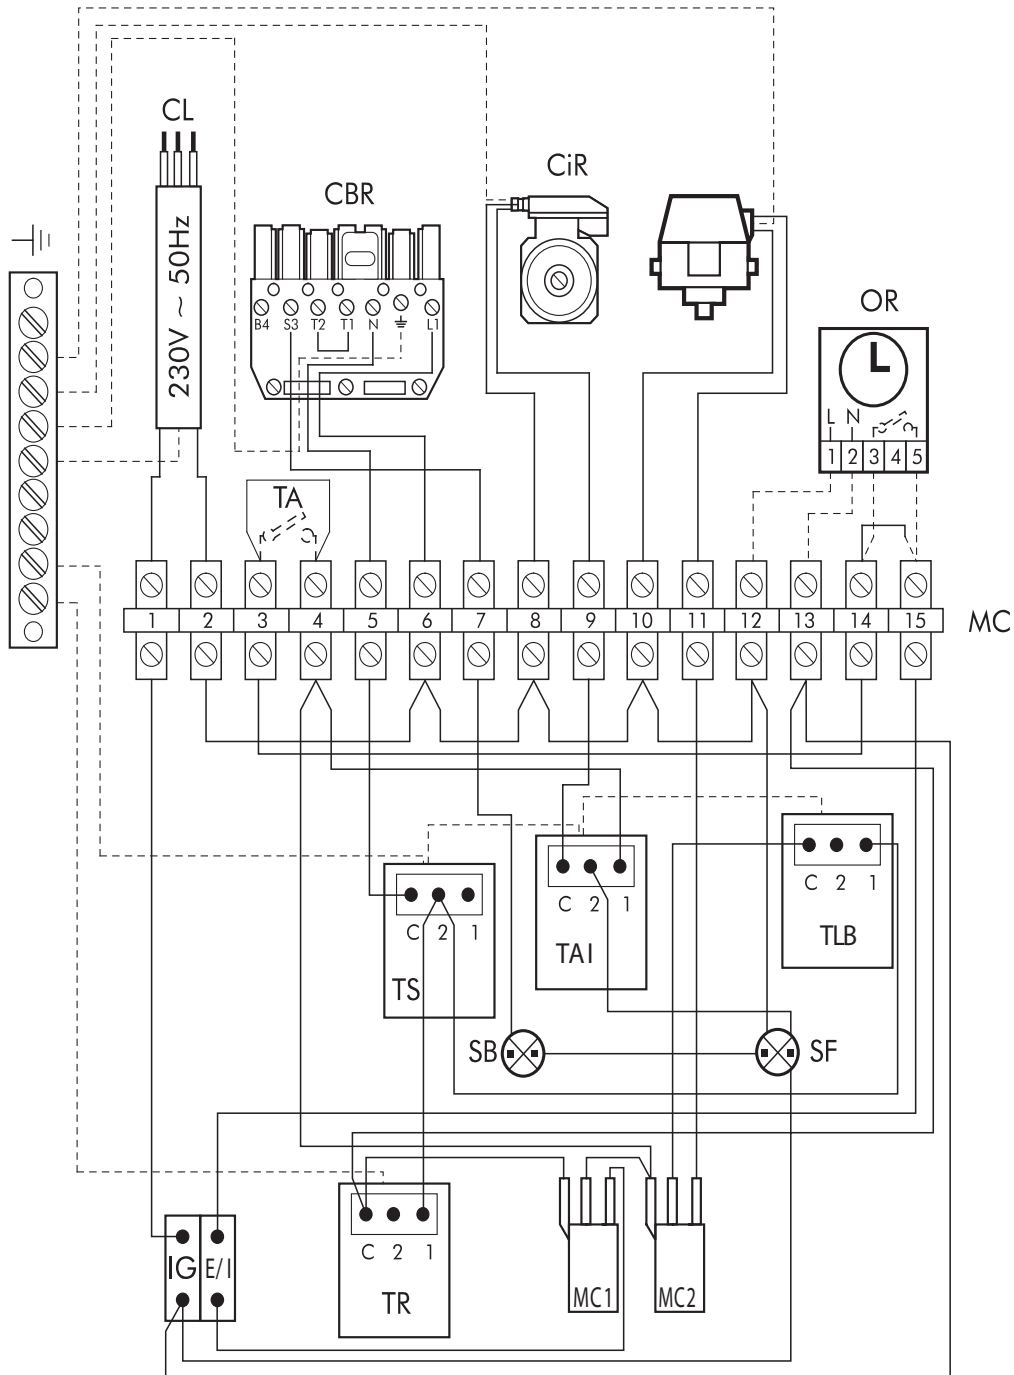 CL
CiR
CBR
230V ~ 50Hz
OR
B4 S3 T2 T1 N L1
L N
1 2 3 4 5
TA
1 2 3 4 5 6 7 8 9 10 11 12 13 14 15
MC
C 2 1
TLB
C 2 1
TAI
C 2 1
TS
SB
SF
C 2 1
TR
IG
E/I
MC1
MC2